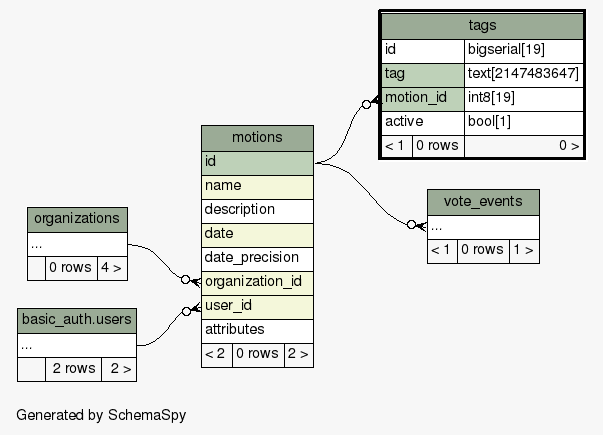 tags
id bigserial[19]
tag text[2147483647]
motion_id int8[19]
active bool[1]
< 1 0 rows 0 >
motions
id
name
description
date
date_precision
organization_id
user_id
attributes
< 2 0 rows 2 >
vote_events
...
< 1 0 rows 1 >
organizations
...
0 rows 4 >
basic_auth.users
...
2 rows 2 >
Generated by SchemaSpy